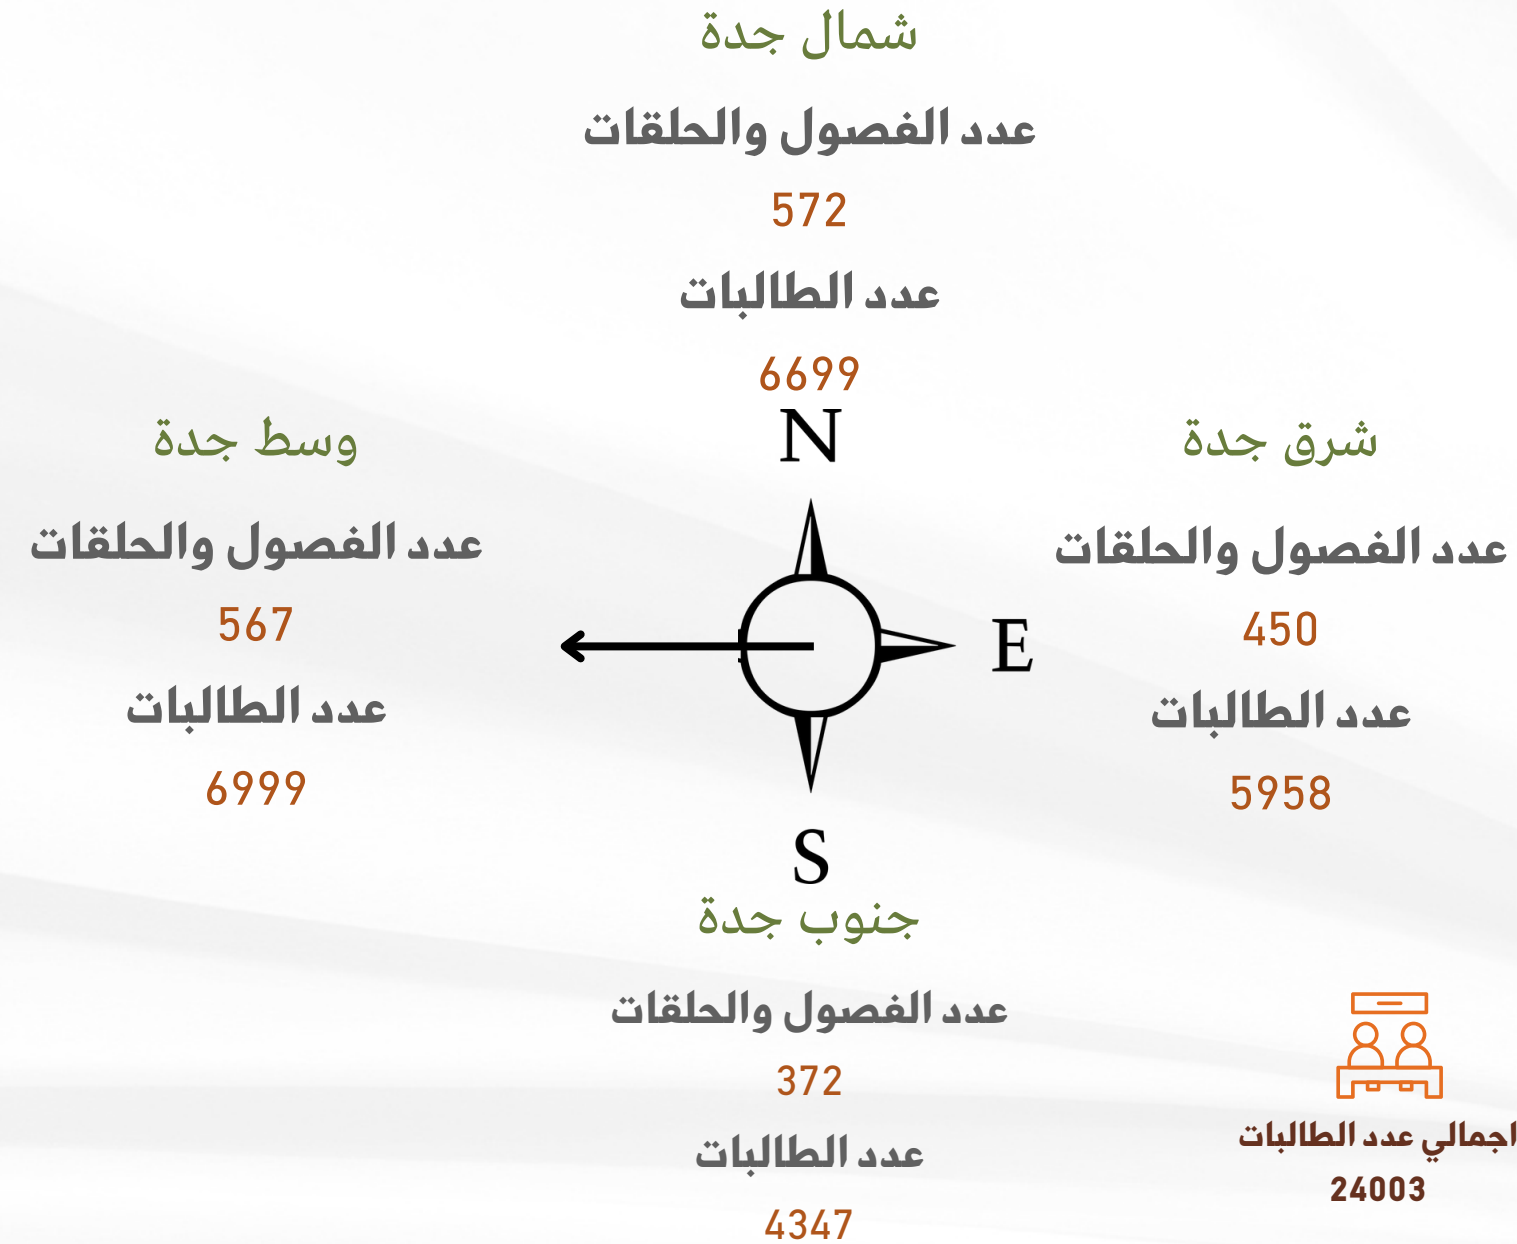 شمال جدة
عدد الفصول والحلقات
572
عدد الطالبات
6699
N
شرق جدة
عدد الفصول والحلقات
450
عدد الطالبات
5958
E
وسط جدة
عدد الفصول والحلقات
567
عدد الطالبات
6999
S
جنوب جدة
عدد الفصول والحلقات
372
عدد الطالبات
4347
اجمالي عدد الطالبات
24003